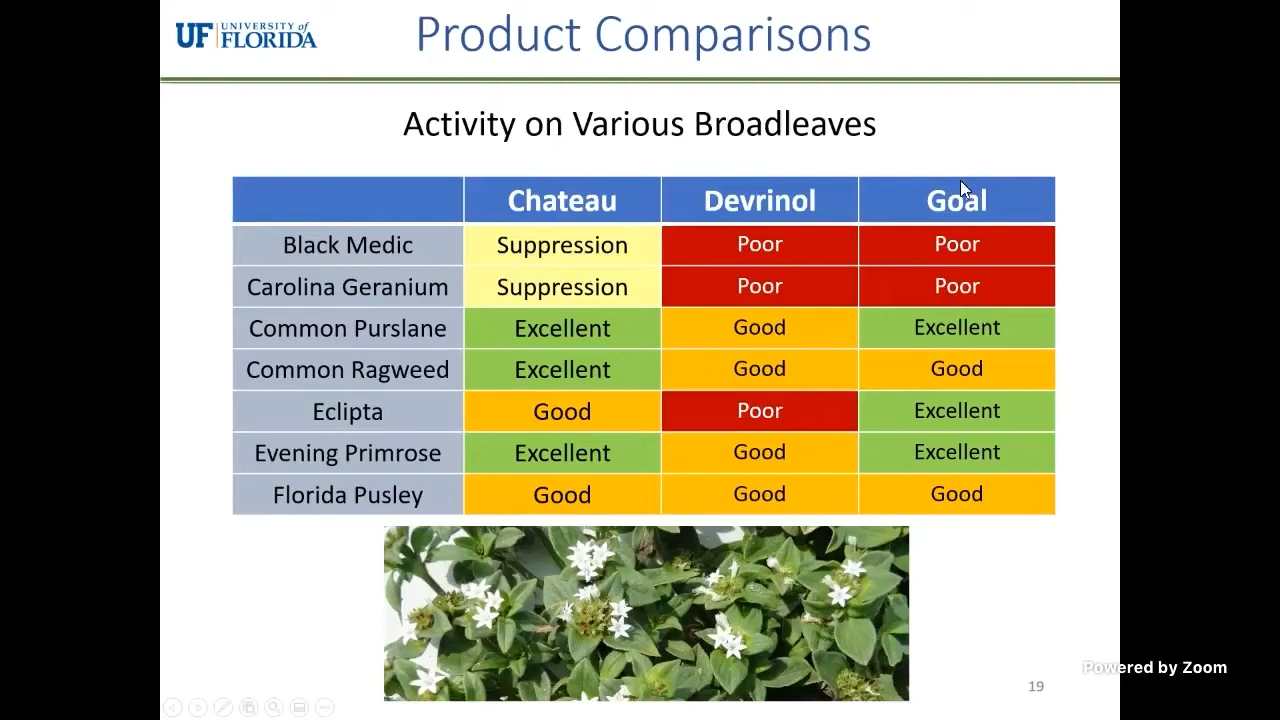 UF UNIVERSITY of
FLORIDA
Product Comparisons
Activity on Various Broadleaves
Chateau Devrinol Goal
Black Medic Suppression Poor Poor
Carolina Geranium Suppression Poor Poor
Common Purslane Excellent Good Excellent
Common Ragweed Excellent Good Good
Eclipta Good Poor Excellent
Evening Primrose Excellent Good Excellent
Florida Pusley Good Good Good
Powered by Zoom
19